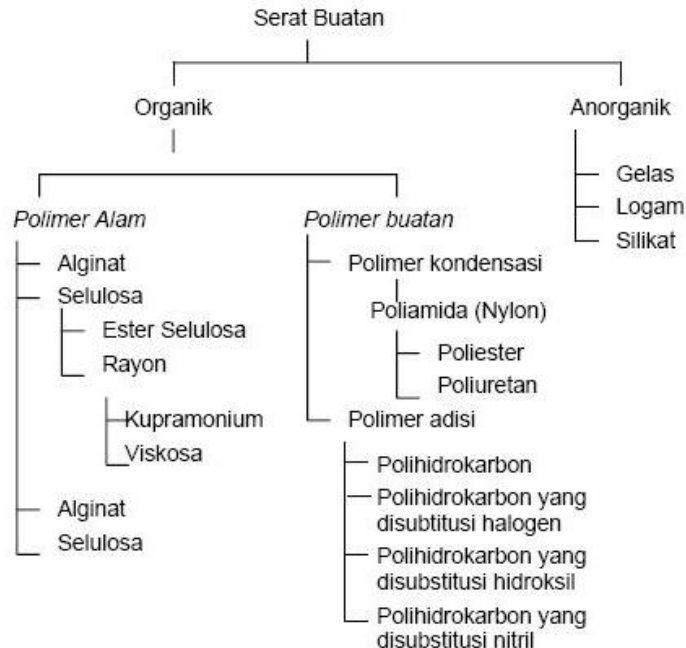 Serat Buatan
Organik
Anorganik
Gelas
Logam
Silikat
Polimer Alam
Alginat
Selulosa
Ester Selulosa
Rayon
Kupramonium
Viskosa
Alginat
Selulosa
Polimer buatan
Polimer kondensasi
Poliamida (Nylon)
Poliester
Poliuretan
Polimer adisi
Polihidrokarbon
Polihidrokarbon yang
disubtitusi halogen
Polihidrokarbon yang
disubstitusi hidroksil
Polihidrokarbon yang
disubstitusi nitril